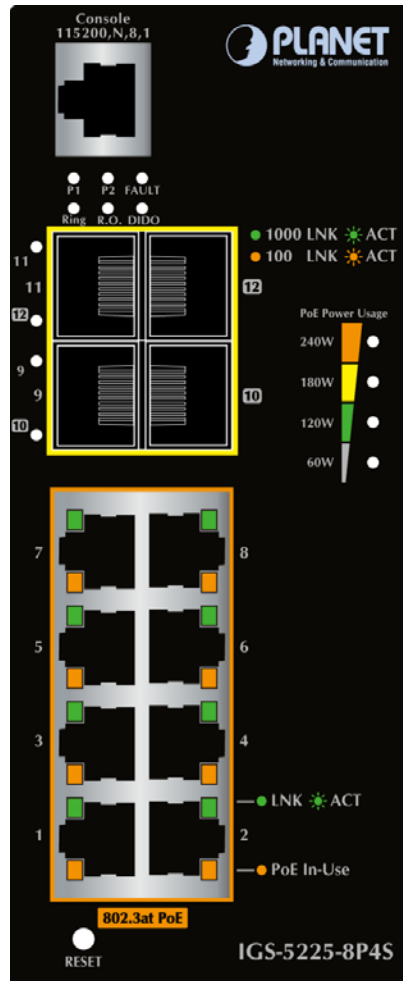 Console
115200,N,8,1
PLANET
Networking & Communication
P1 P2 FAULT
Ring R.O. DIDO
1000 LNK ACT
100 LNK ACT
11
11
12
12
9
9
10
10
PoE Power Usage
240W
180W
120W
60W
7
8
5
6
3
4
1
2
LNK ACT
PoE In-Use
802.3at PoE
RESET
IGS-5225-8P4S